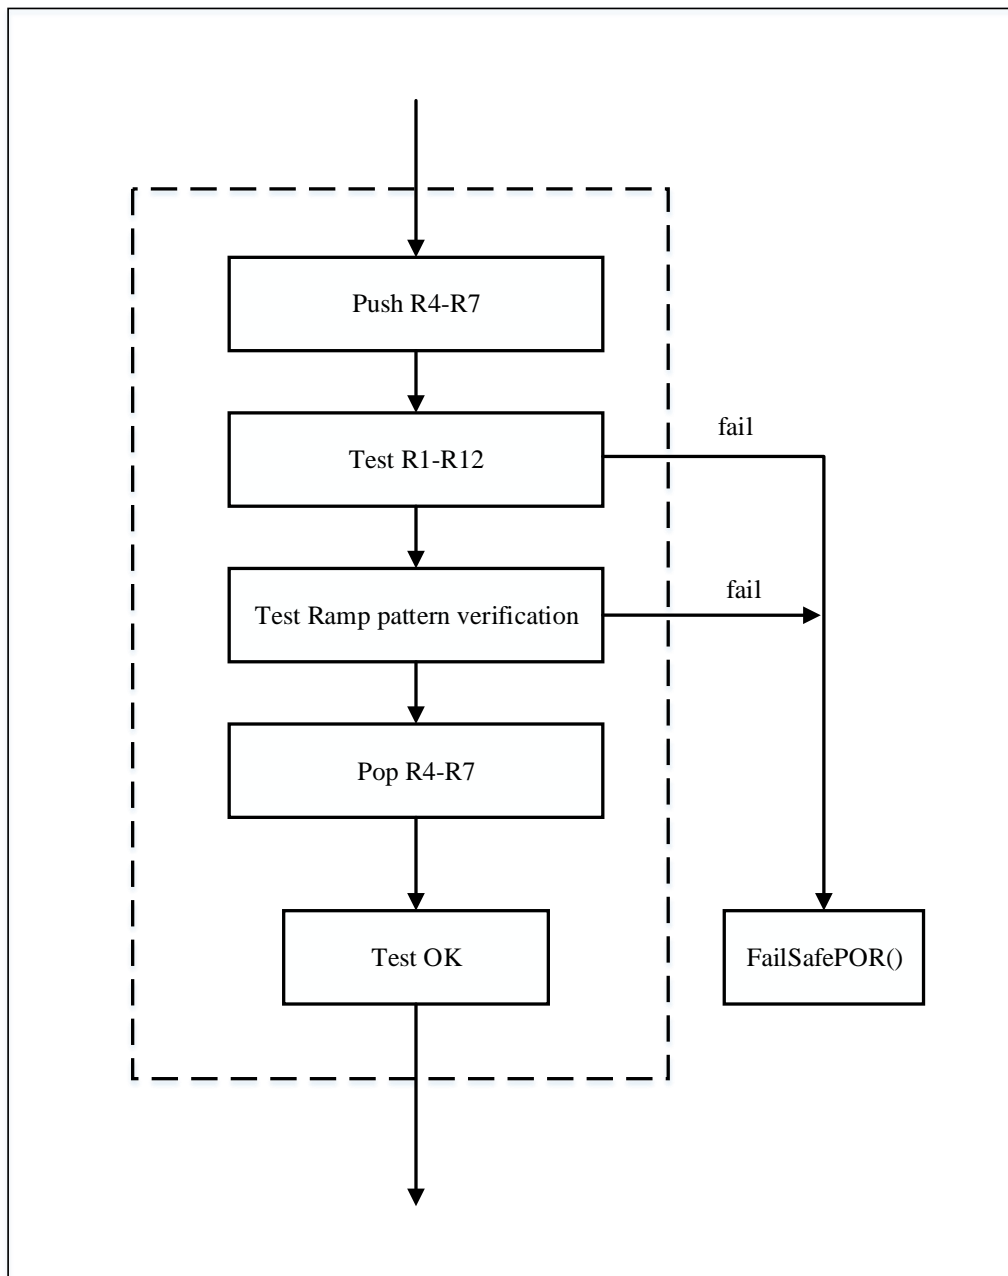 Push R4-R7
Test R1-R12
fail
Test Ramp pattern verification
fail
Pop R4-R7
Test OK
FailSafePOR()